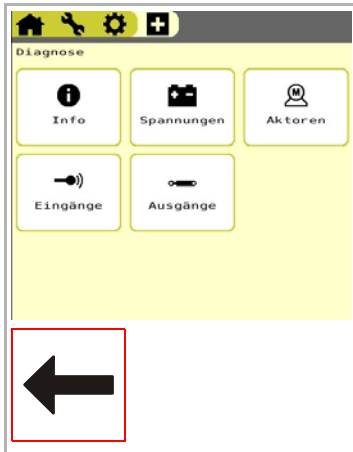 Diagnose
Info
Spannungen
M
Aktoren
Eingänge
Ausgänge